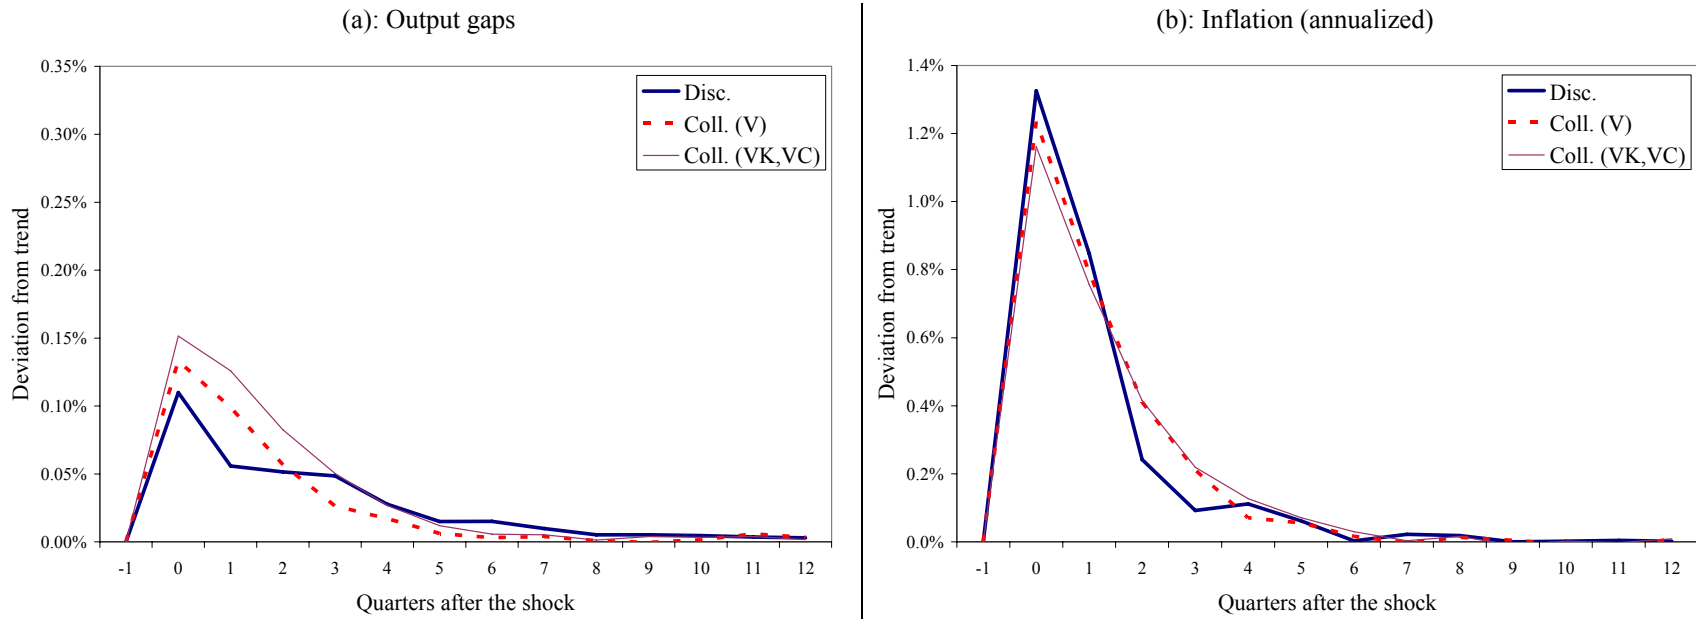 (a): Output gaps
0.35%
0.30%
0.25%
0.20%
0.15%
0.10%
0.05%
0.00%
Deviation from trend
Disc.
Coll. (V)
Coll. (VK,VC)
-1 0 1 2 3 4 5 6 7 8 9 10 11 12
Quarters after the shock
(b): Inflation (annualized)
1.4%
1.2%
1.0%
0.8%
0.6%
0.4%
0.2%
0.0%
Deviation from trend
Disc.
Coll. (V)
Coll. (VK,VC)
-1 0 1 2 3 4 5 6 7 8 9 10 11 12
Quarters after the shock